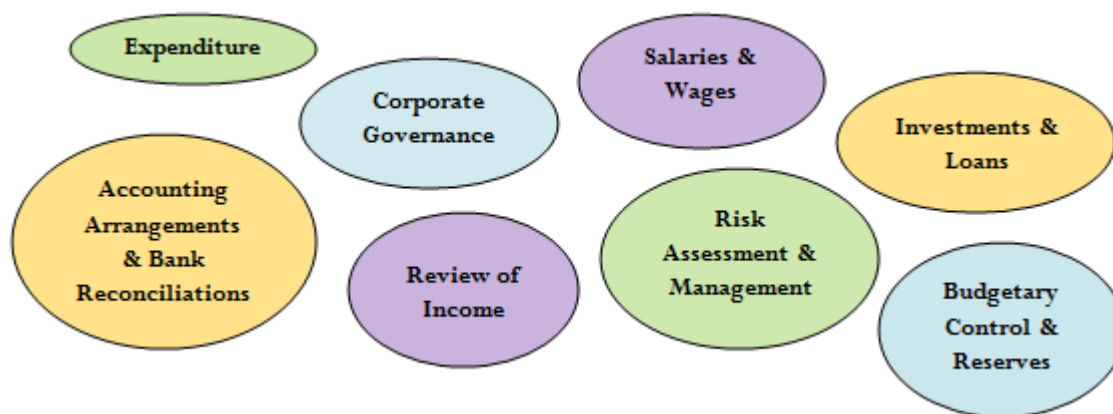 Expenditure
Corporate
Governance
Salaries &
Wages
Investments &
Loans
Accounting
Arrangements
& Bank
Reconciliations
Review of
Income
Risk
Assessment &
Management
Budgetary
Control &
Reserves